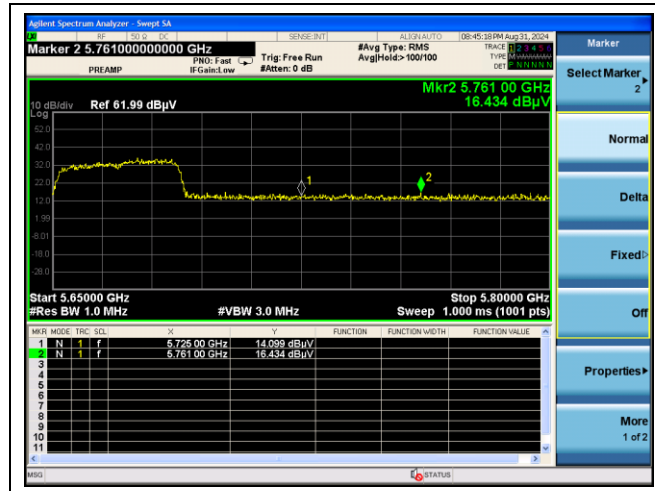 Agilent Spectrum Analyzer - Swept SA
LXI RF 50 Ω DC SENSE:INT ALIGN AUTO 08:45:18 PM Aug 31, 2024
Marker 2 5.761000000000 GHz
#Avg Type: RMS
TRACE 1 2 3 4 5 6
PNO: Fast Trig: Free Run Avg|Hold:> 100/100
TYPE
PREAMP IFGain:Low #Atten: 0 dB
DET P N N N N N
Marker
Select Marker
2
Normal
Delta
Fixed
Off
Properties
More
1 of 2
Mkr2 5.761 00 GHz
10 dB/div Ref 61.99 dBµV 16.434 dBµV
Log
52.0
42.0
32.0
22.0
12.0
1.99
-8.01
-18.0
-28.0
1
2
Start 5.65000 GHz Stop 5.80000 GHz
#Res BW 1.0 MHz #VBW 3.0 MHz Sweep 1.000 ms (1001 pts)
MKR MODE TRC SCL X Y FUNCTION FUNCTION WIDTH FUNCTION VALUE
1 N 1 f 5.725 00 GHz 14.099 dBµV
2 N 1 f 5.761 00 GHz 16.434 dBµV
3
4
5
6
7
8
9
10
11
MSG STATUS